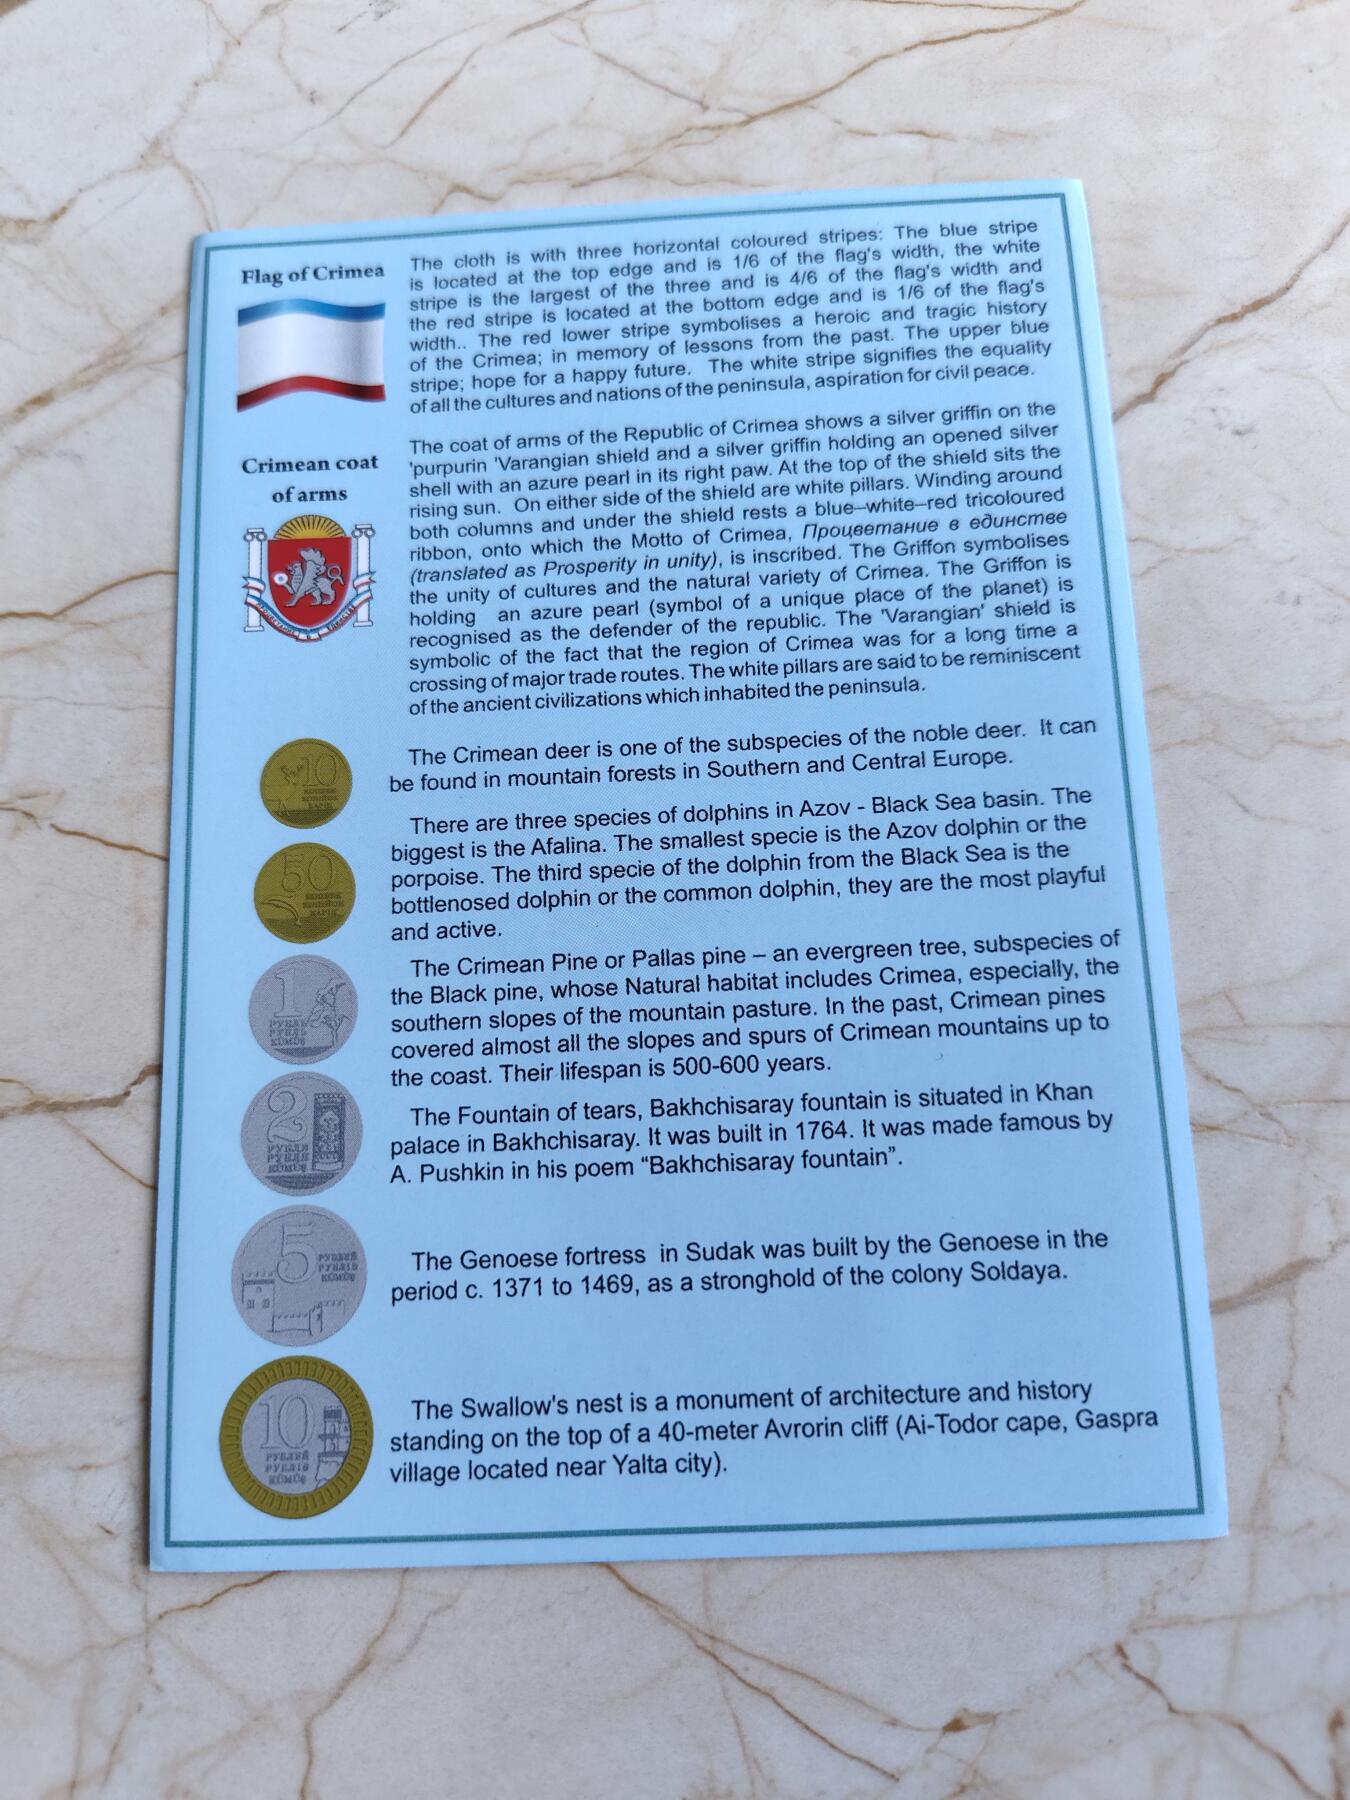 Flag of Crimea
The cloth is with three horizontal coloured stripes: The blue stripe
is located at the top edge and is 1/6 of the flag's width, the white
stripe is the largest of the three and is 4/6 of the flag's width and
the red stripe is located at the bottom edge and is 1/6 of the flag's
width.. The red lower stripe symbolises a heroic and tragic history
of the Crimea; in memory of lessons from the past. The upper blue
stripe; hope for a happy future. The white stripe signifies the equality
of all the cultures and nations of the peninsula, aspiration for civil peace.
Crimean coat
of arms
The coat of arms of the Republic of Crimea shows a silver griffin on the
'purpurin 'Varangian shield and a silver griffin holding an opened silver
shell with an azure pearl in its right paw. At the top of the shield sits the
rising sun. On either side of the shield are white pillars. Winding around
both columns and under the shield rests a blue–white–red tricoloured
ribbon, onto which the Motto of Crimea, Процветание в единстве
(translated as Prosperity in unity), is inscribed. The Griffon symbolises
the unity of cultures and the natural variety of Crimea. The Griffon is
holding an azure pearl (symbol of a unique place of the planet) is
recognised as the defender of the republic. The 'Varangian' shield is
symbolic of the fact that the region of Crimea was for a long time a
crossing of major trade routes. The white pillars are said to be reminiscent
of the ancient civilizations which inhabited the peninsula.
10
The Crimean deer is one of the subspecies of the noble deer. It can
be found in mountain forests in Southern and Central Europe.
50
There are three species of dolphins in Azov - Black Sea basin. The
biggest is the Afalina. The smallest specie is the Azov dolphin or the
porpoise. The third specie of the dolphin from the Black Sea is the
bottlenosed dolphin or the common dolphin, they are the most playful
and active.
1
РУБЛЬ
РУБЛЬ
KÜMÜŞ
The Crimean Pine or Pallas pine – an evergreen tree, subspecies of
the Black pine, whose Natural habitat includes Crimea, especially, the
southern slopes of the mountain pasture. In the past, Crimean pines
covered almost all the slopes and spurs of Crimean mountains up to
the coast. Their lifespan is 500-600 years.
2
РУБЛЯ
РУБЛЯ
KÜMÜŞ
The Fountain of tears, Bakhchisaray fountain is situated in Khan
palace in Bakhchisaray. It was built in 1764. It was made famous by
A. Pushkin in his poem “Bakhchisaray fountain”.
5
РУБЛЕЙ
РУБЛІВ
KÜMÜŞ
The Genoese fortress in Sudak was built by the Genoese in the
period c. 1371 to 1469, as a stronghold of the colony Soldaya.
10
РУБЛЕЙ
РУБЛІВ
KÜMÜŞ
The Swallow's nest is a monument of architecture and history
standing on the top of a 40-meter Avrorin cliff (Ai-Todor cape, Gaspra
village located near Yalta city).